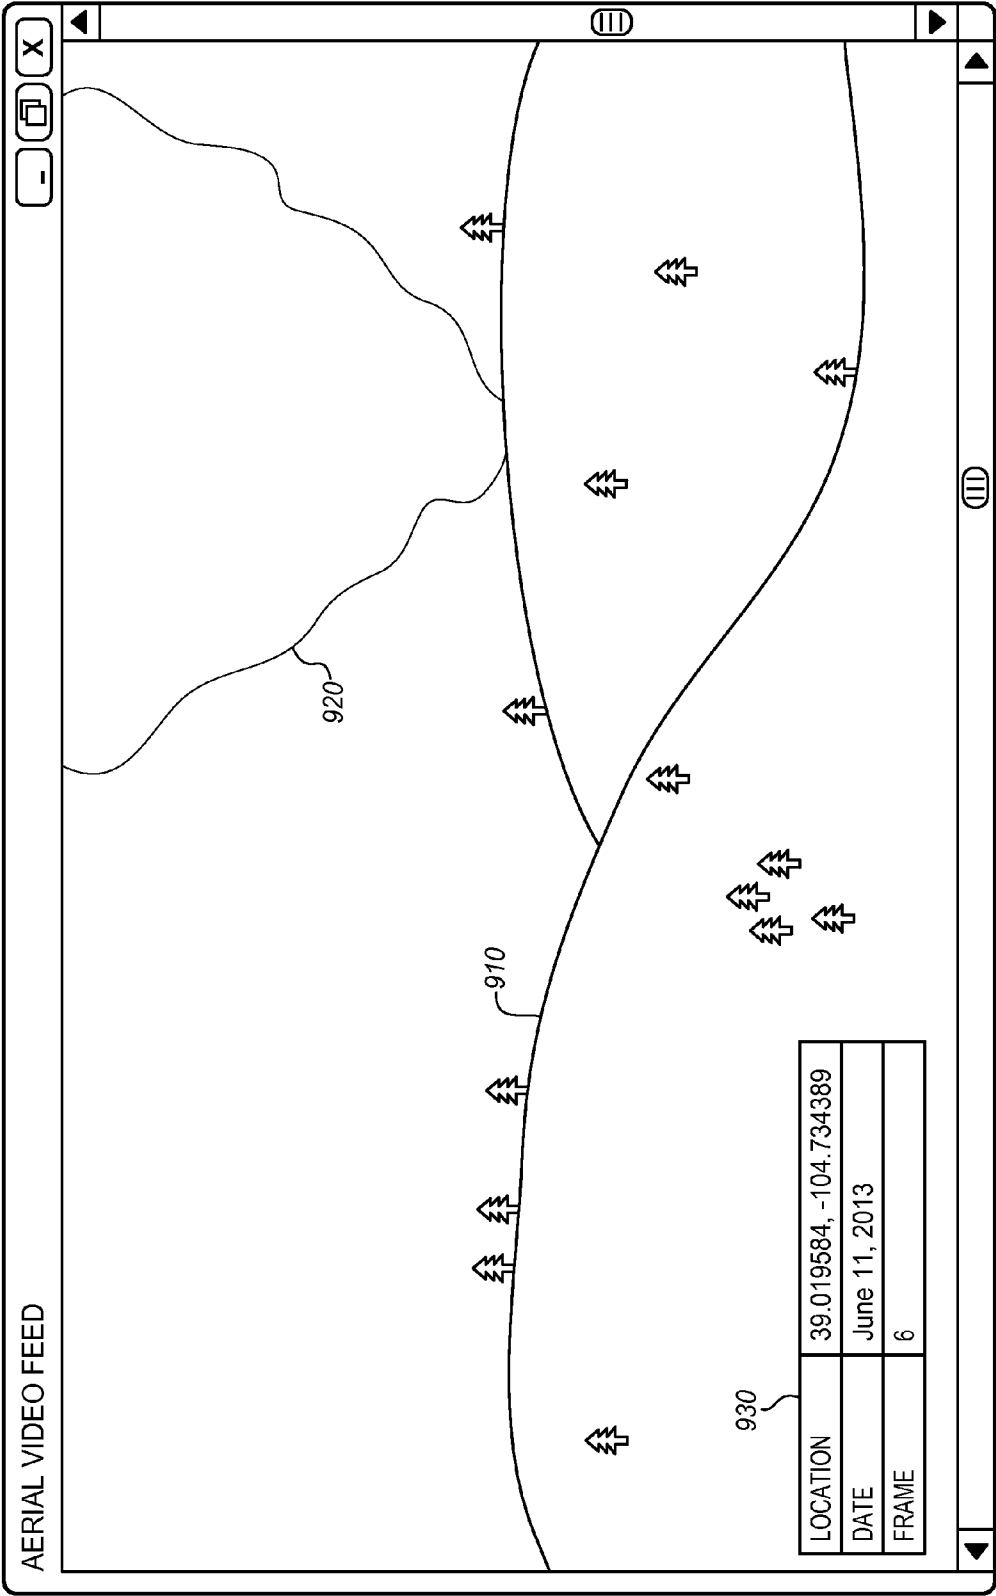 AERIAL VIDEO FEED
- X
920
910
930
LOCATION 39.019584, -104.734389
DATE June 11, 2013
FRAME 6